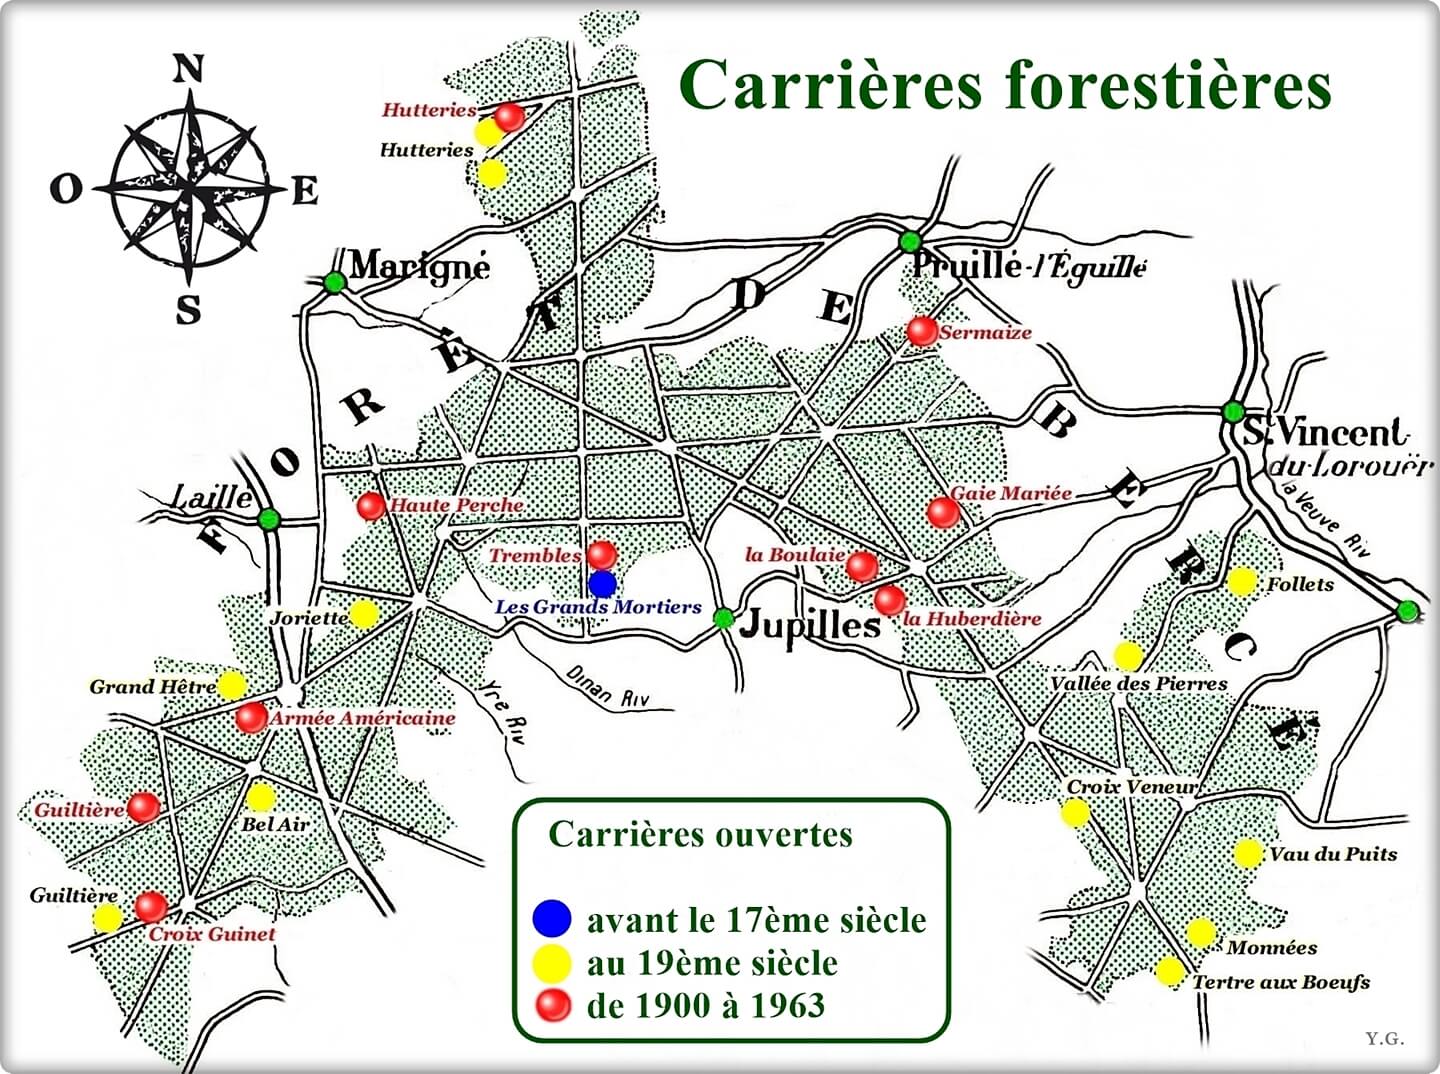 Carrières forestières
N
O
E
S
Hutteries
Hutteries
Marigné
Pruillé-l'Éguillé
Sermaize
FORÊT DE BERCÉ
S.t Vincent
du-Lorouër
la Veuve Riv
Laillé
Haute Perche
Gaie Mariée
Trembles
la Boulaie
Les Grands Mortiers
Jupilles
la Huberdière
Follets
Joriette
Vallée des Pierres
Grand Hêtre
Armée Américaine
Yre Riv
Dinan Riv
Croix Veneur
Guiltière
Bel Air
Vau du Puits
Guiltière
Croix Guinet
Monnées
Tertre aux Boeufs
Carrières ouvertes
avant le 17ème siècle
au 19ème siècle
de 1900 à 1963
Y.G.